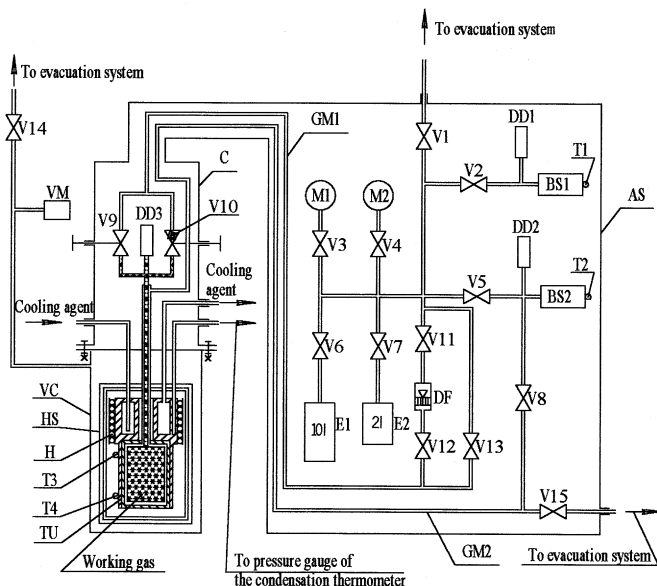 To evacuation system
To evacuation system
V14
GM1
V1
DD1
T1
C
V2
BS1
VM
V9
DD3
V10
M1
M2
AS
DD2
V3
V4
Cooling agent
V5
T2
BS2
Cooling agent
V6
V7
V11
VC
DF
V8
HS
10l
E1
2l
E2
H
V12
V13
T3
T4
V15
TU
GM2
Working gas
To pressure gauge of
the condensation thermometer
To evacuation system